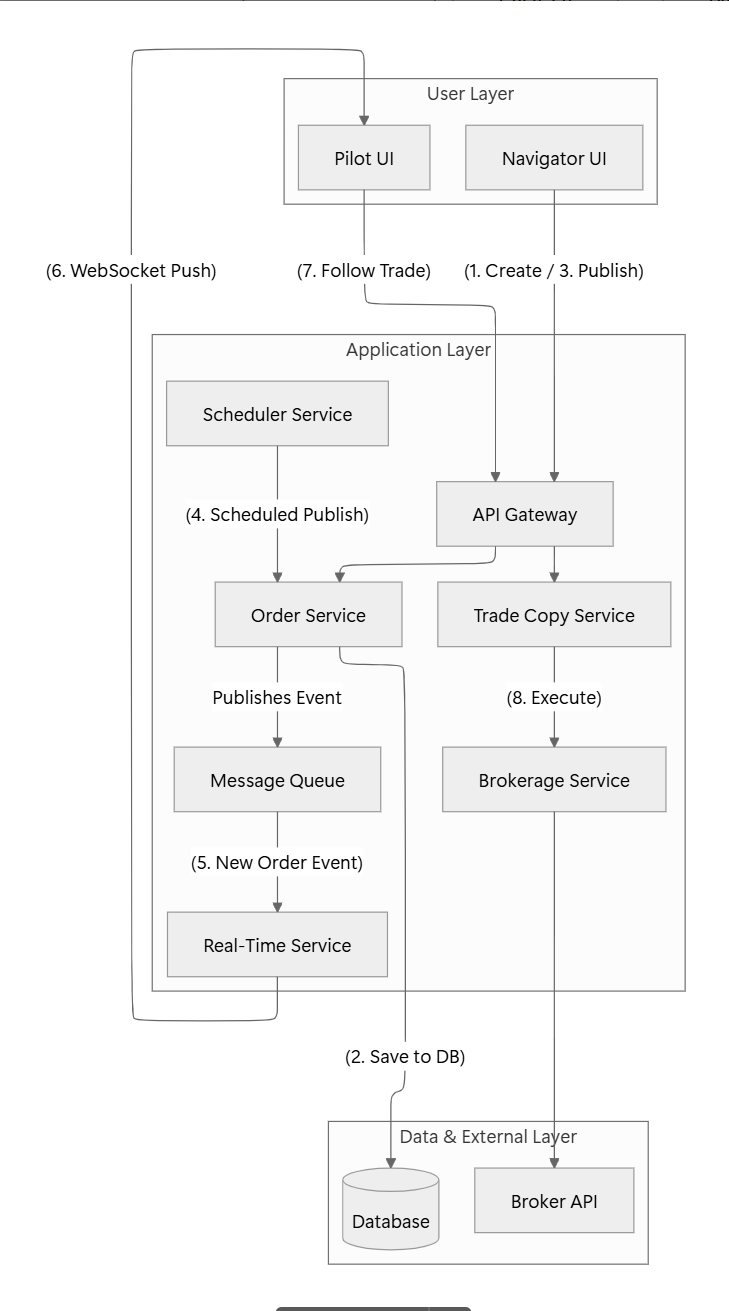 User Layer
Pilot UI
Navigator UI
(6. WebSocket Push)
(7. Follow Trade)
(1. Create / 3. Publish)
Application Layer
Scheduler Service
(4. Scheduled Publish)
API Gateway
Order Service
Trade Copy Service
Publishes Event
(8. Execute)
Message Queue
Brokerage Service
(5. New Order Event)
Real-Time Service
(2. Save to DB)
Data & External Layer
Database
Broker API